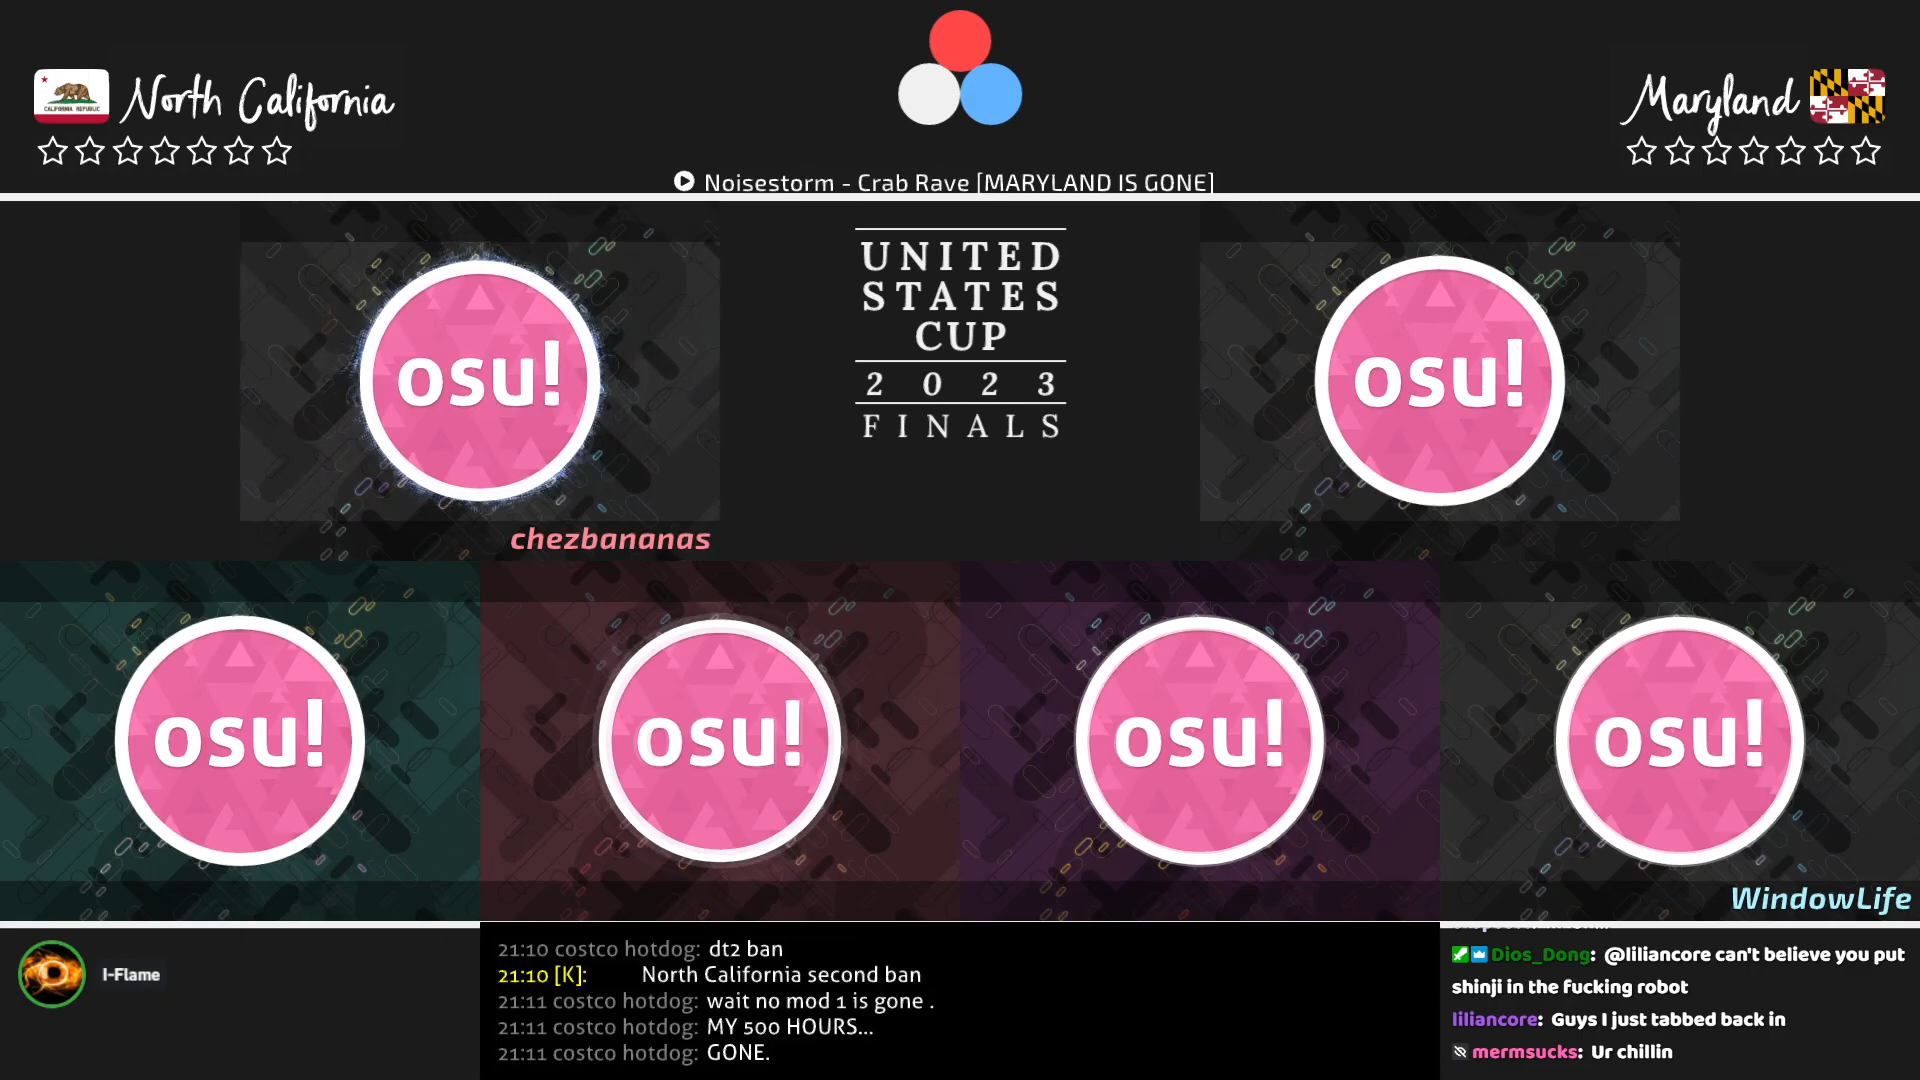 North California
CALIFORNIA REPUBLIC
Maryland
Noisestorm - Crab Rave [MARYLAND IS GONE]
UNITED
STATES
CUP
2023
FINALS
osu!
osu!
chezbananas
osu!
osu!
osu!
osu!
WindowLife
I-Flame
21:10 costco hotdog: dt2 ban
21:10 [K]: North California second ban
21:11 costco hotdog: wait no mod 1 is gone .
21:11 costco hotdog: MY 500 HOURS...
21:11 costco hotdog: GONE.
Dios_Dong: @liliancore can't believe you put
shinji in the fucking robot
liliancore: Guys I just tabbed back in
mermsucks: Ur chillin